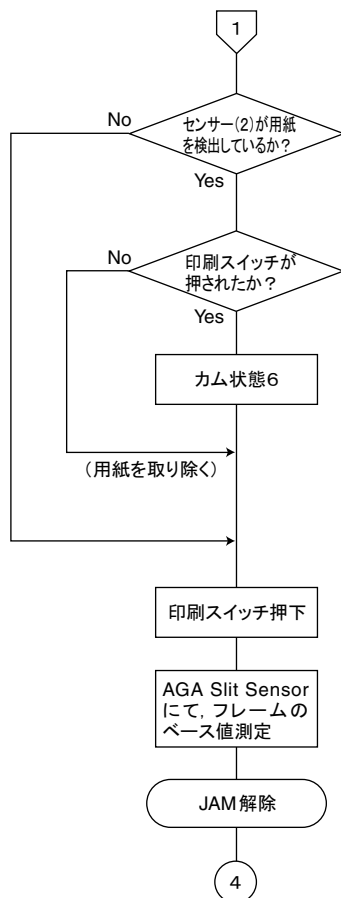 1
No
センサー(2)が用紙
を検出しているか？
Yes
No
印刷スイッチが
押されたか？
Yes
カム状態6
(用紙を取り除く)
印刷スイッチ押下
AGA Slit Sensor
にて，フレームの
ベース値測定
JAM解除
4